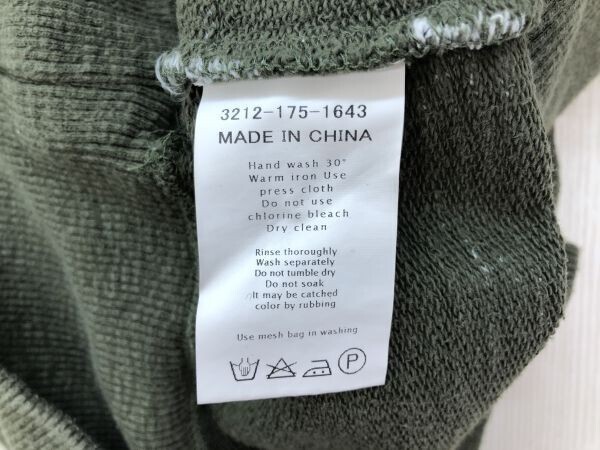 3212-175-1643
MADE IN CHINA
Hand wash 30°
Warm iron Use
press cloth
Do not use
chlorine bleach
Dry clean
Rinse thoroughly
Wash separately
Do not tumble dry
Do not soak
It may be catched
color by rubbing
Use mesh bag in washing
P